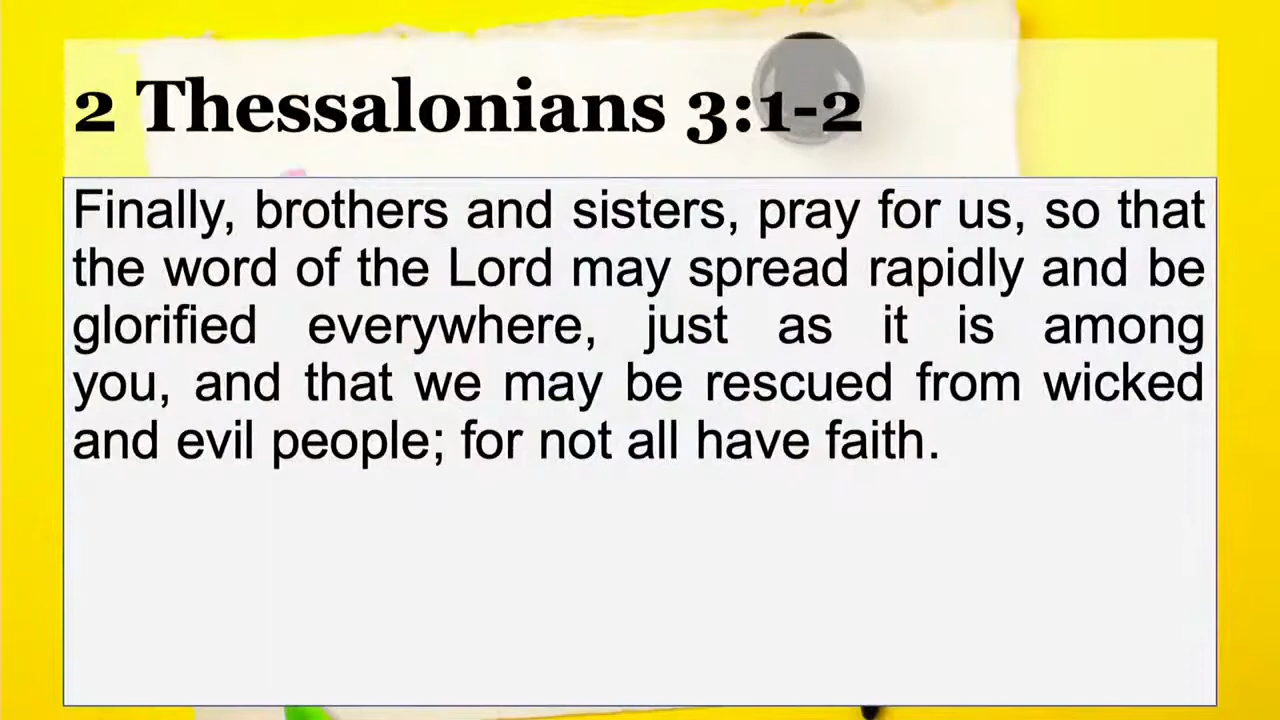 2 Thessalonians 3:1-2
Finally, brothers and sisters, pray for us, so that
the word of the Lord may spread rapidly and be
glorified everywhere, just as it is among
you, and that we may be rescued from wicked
and evil people; for not all have faith.